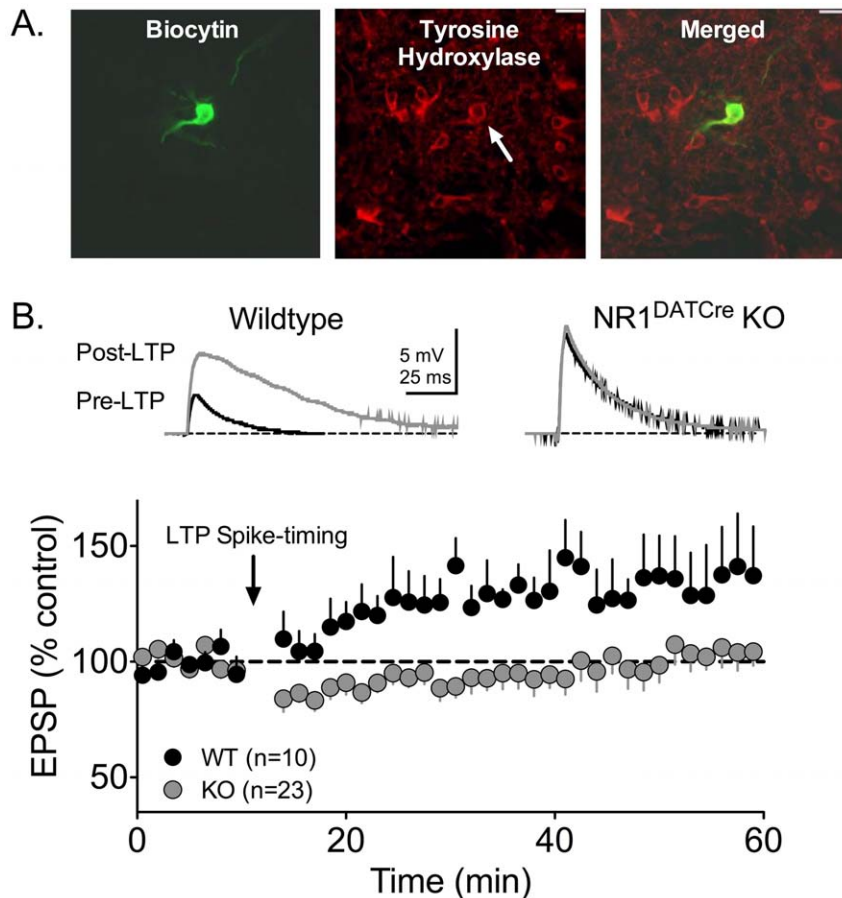 A.
Biocytin
Tyrosine
Hydroxylase
Merged
B.
Wildtype
NR1DATCre KO
Post-LTP
Pre-LTP
5 mV
25 ms
LTP Spike-timing
EPSP (% control)
150
100
50
WT (n=10)
KO (n=23)
0
20
40
60
Time (min)